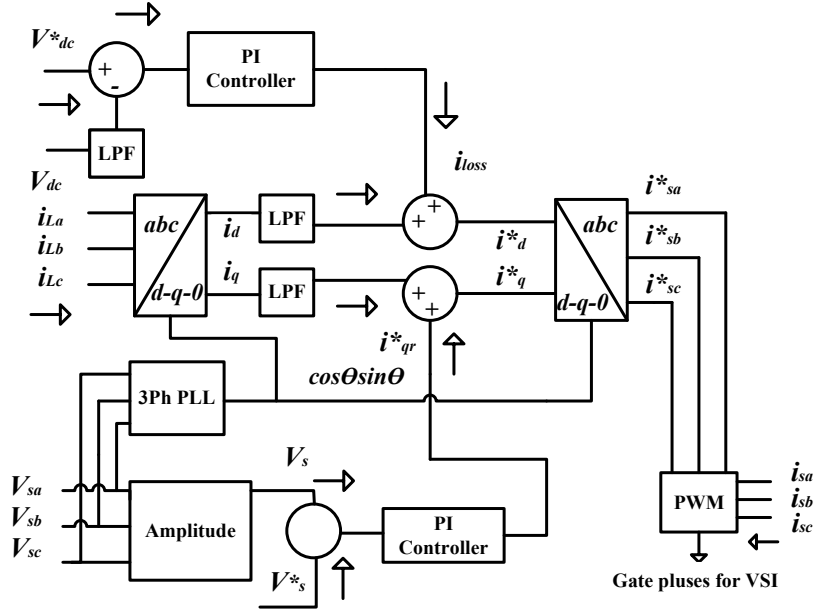 V*dc
+
-
PI
Controller
LPF
Vdc
iloss
iLa
iLb
iLc
abc
d-q-0
id
iq
LPF
LPF
+ +
+
+
i*d
i*q
i*qr
abc
d-q-0
i*sa
i*sb
i*sc
3Ph PLL
cosΘsinΘ
Vsa
Vsb
Vsc
Amplitude
Vs
V*s
PI
Controller
PWM
isa
isb
isc
Gate pluses for VSI